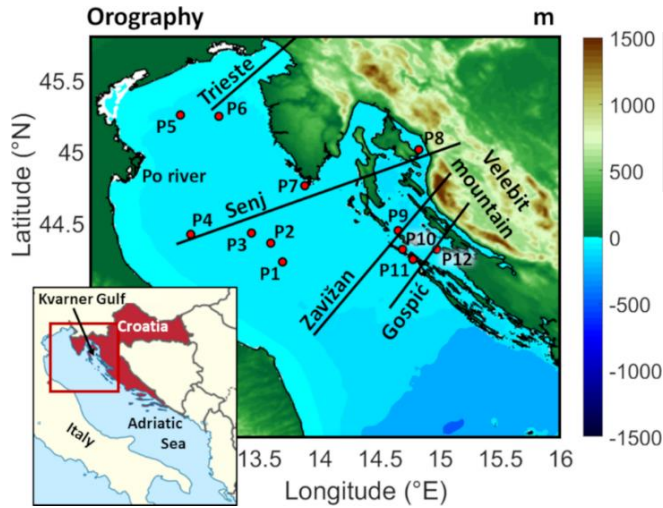 Orography
m
45.5
45
44.5
Latitude (°N)
Trieste
P5
P6
P8
Po river
P7
Senj
Velebit
mountain
P4
P3
P2
P1
P9
P10
P11
P12
Zavižan
Gospić
1500
1000
500
0
-500
-1000
-1500
Kvarner Gulf
Croatia
Italy
Adriatic
Sea
13.5
14
14.5
15
15.5
16
Longitude (°E)